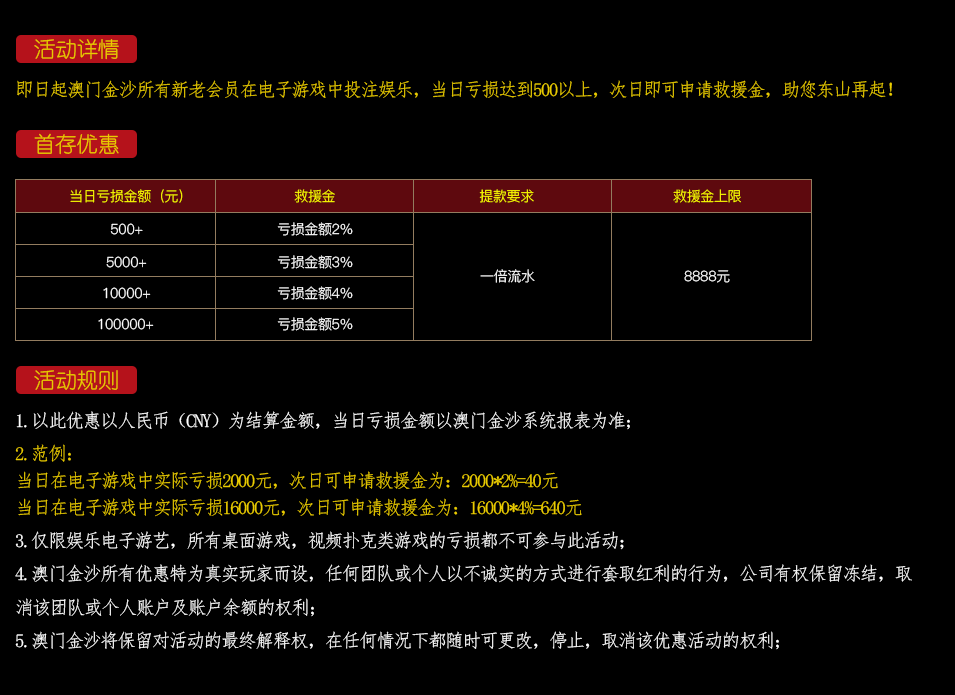 活动详情
即日起澳门金沙所有新老会员在电子游戏中投注娱乐，当日亏损达到500以上，次日即可申请救援金，助您东山再起！
首存优惠
当日亏损金额（元） 救援金 提款要求 救援金上限
500+ 亏损金额2%
5000+ 亏损金额3%
一倍流水 8888元
10000+ 亏损金额4%
100000+ 亏损金额5%
活动规则
1.以此优惠以人民币（CNY）为结算金额，当日亏损金额以澳门金沙系统报表为准；
2.范例：
当日在电子游戏中实际亏损2000元，次日可申请救援金为：2000*2%=40元
当日在电子游戏中实际亏损16000元，次日可申请救援金为：16000*4%=640元
3.仅限娱乐电子游艺，所有桌面游戏，视频扑克类游戏的亏损都不可参与此活动；
4.澳门金沙所有优惠特为真实玩家而设，任何团队或个人以不诚实的方式进行套取红利的行为，公司有权保留冻结，取
消该团队或个人账户及账户余额的权利；
5.澳门金沙将保留对活动的最终解释权，在任何情况下都随时可更改，停止，取消该优惠活动的权利；